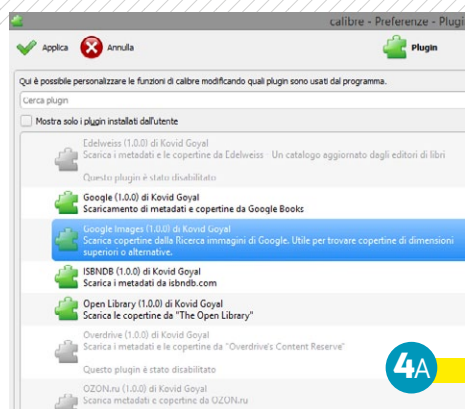 calibre - Preferenze - Plugi
Applica
Annulla
Plugin
Qui è possibile personalizzare le funzioni di calibre modificando quali plugin sono usati dal programma.
Cerca plugin
Mostra solo i plugin installati dall'utente
Edelweiss (1.0.0) di Kovid Goyal
Scarica i metadati e le copertine da Edelweiss - Un catalogo aggiornato dagli editori di libri
Questo plugin è stato disabilitato
Google (1.0.0) di Kovid Goyal
Scaricamento di metadati e copertine da Google Books
Google Images (1.0.0) di Kovid Goyal
Scarica copertine dalla Ricerca immagini di Google. Utile per trovare copertine di dimensioni
superiori o alternative.
ISBNDB (1.0.0) di Kovid Goyal
Scarica i metadati da isbndb.com
Open Library (1.0.0) di Kovid Goyal
Scarica le copertine da "The Open Library"
Overdrive (1.0.0) di Kovid Goyal
Scarica i metadati e le copertine da "Overdrive's Content Reserve"
Questo plugin è stato disabilitato
4A
OZON.ru (1.0.0) di Kovid Goyal
Scarica metadati e copertine da OZON.ru